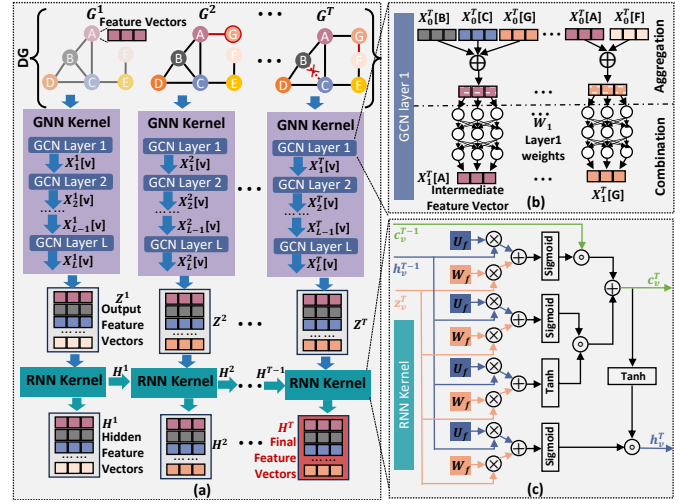 G^1 G^2 • • • G^T
Feature Vectors
DG { }
A B C D E F
A G B C D E F
A G B C D E F
• • •
GNN Kernel GNN Kernel GNN Kernel
GCN Layer 1 GCN Layer 1 GCN Layer 1
X_1^1[v] X_1^2[v] X_1^T[v]
GCN Layer 2 GCN Layer 2 GCN Layer 2
X_2^1[v] X_2^2[v] • • • X_2^T[v]
...... ...... ......
X_{L-1}^1[v] X_{L-1}^2[v] X_{L-1}^T[v]
GCN Layer L GCN Layer L GCN Layer L
X_L^1[v] X_L^2[v] X_L^T[v]
Z^1
Output
Feature
Vectors
......
Z^2 • • • Z^T
RNN Kernel H^1 RNN Kernel H^2 • • • H^{T-1} RNN Kernel
H^1
Hidden
Feature
Vectors
......
H^2 • • • H^T
Final
Feature
Vectors
(a)
X_0^T[B] X_0^T[C] X_0^T[G] X_0^T[A] X_0^T[F]
GCN layer 1
Aggregation
• • •
W_1
Layer1
weights
Combination
X_1^T[A]
Intermediate
Feature Vector
X_1^T[G]
(b)
c_v^{T-1}
h_v^{T-1}
z_v^T
RNN Kernel
U_f
W_f
Sigmoid
U_f
W_f
Sigmoid
U_f
W_f
Tanh
U_f
W_f
Sigmoid
Tanh
c_v^T
h_v^T
(c)